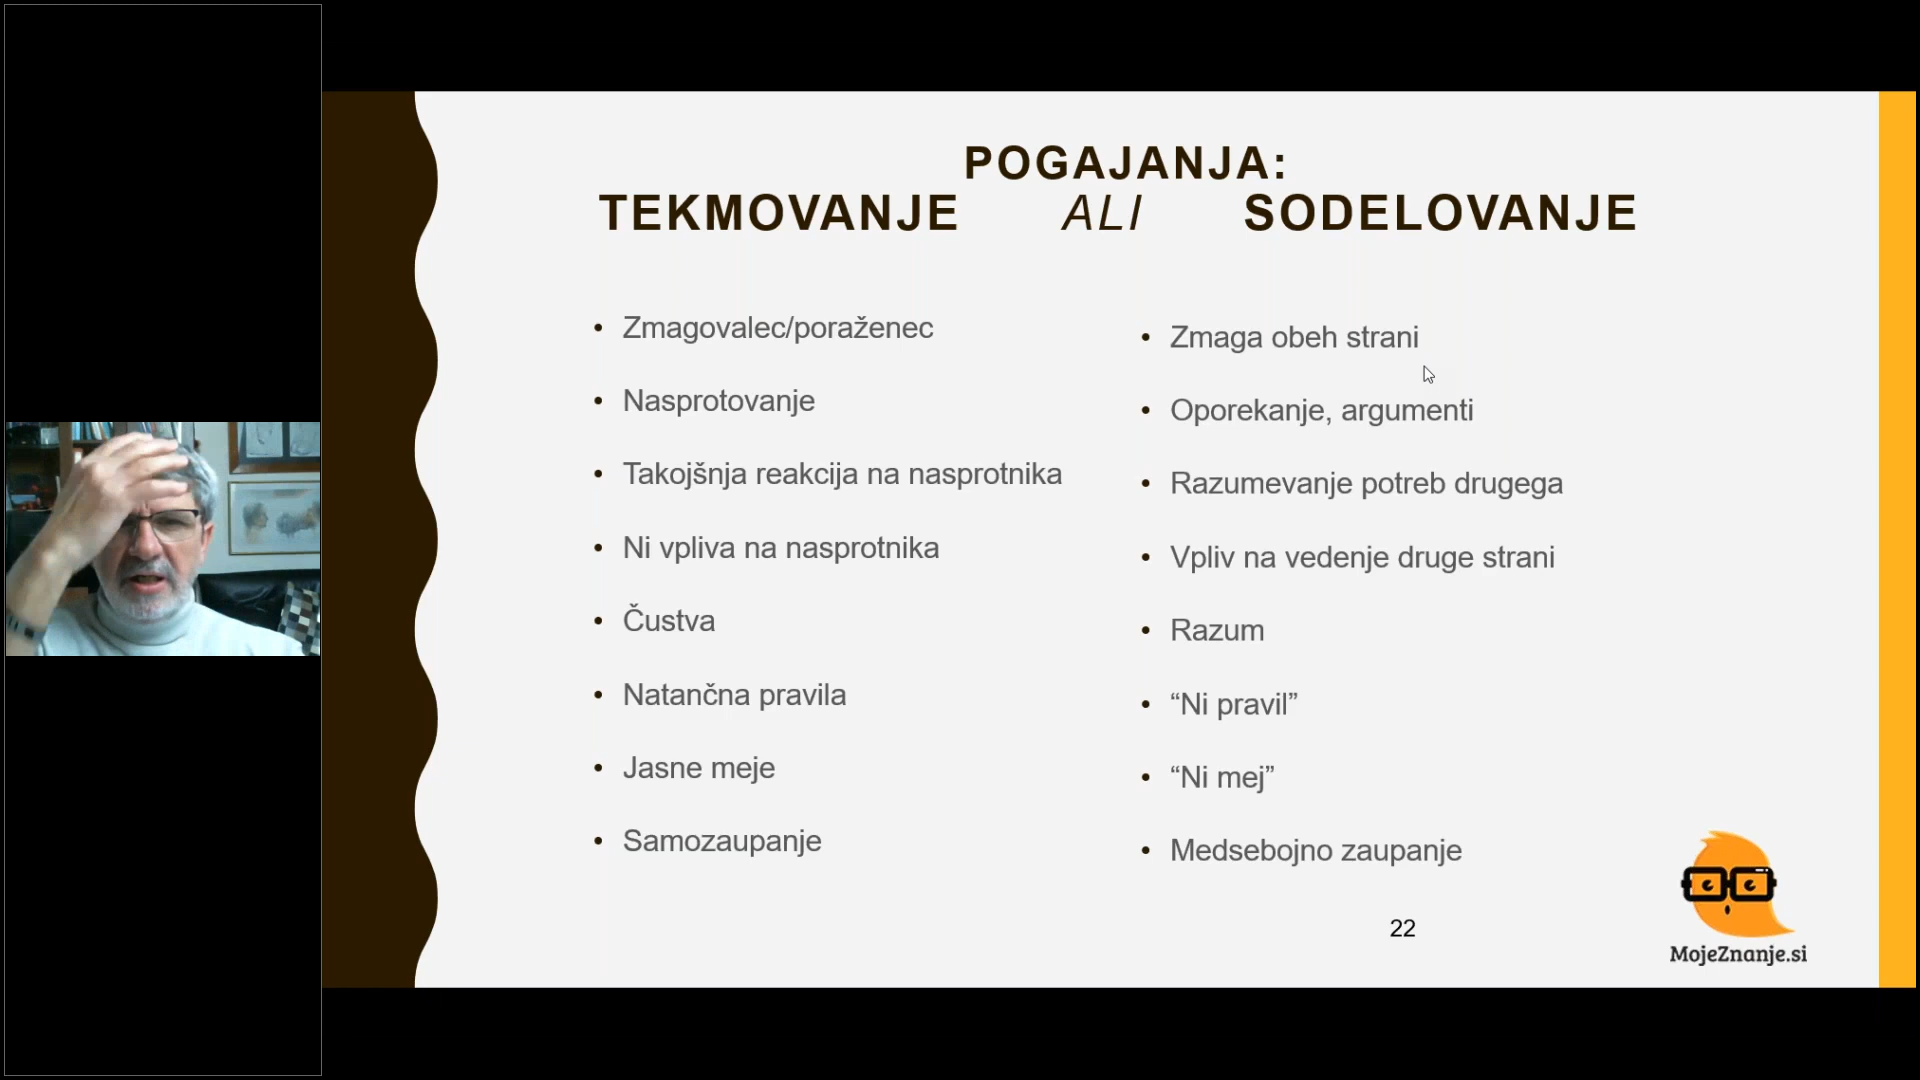 POGAJANJA:
TEKMOVANJE ALI SODELOVANJE
• Zmagovalec/poraženec
• Nasprotovanje
• Takojšnja reakcija na nasprotnika
• Ni vpliva na nasprotnika
• Čustva
• Natančna pravila
• Jasne meje
• Samozaupanje
• Zmaga obeh strani
• Oporekanje, argumenti
• Razumevanje potreb drugega
• Vpliv na vedenje druge strani
• Razum
• “Ni pravil”
• “Ni mej”
• Medsebojno zaupanje
22
MojeZnanje.si